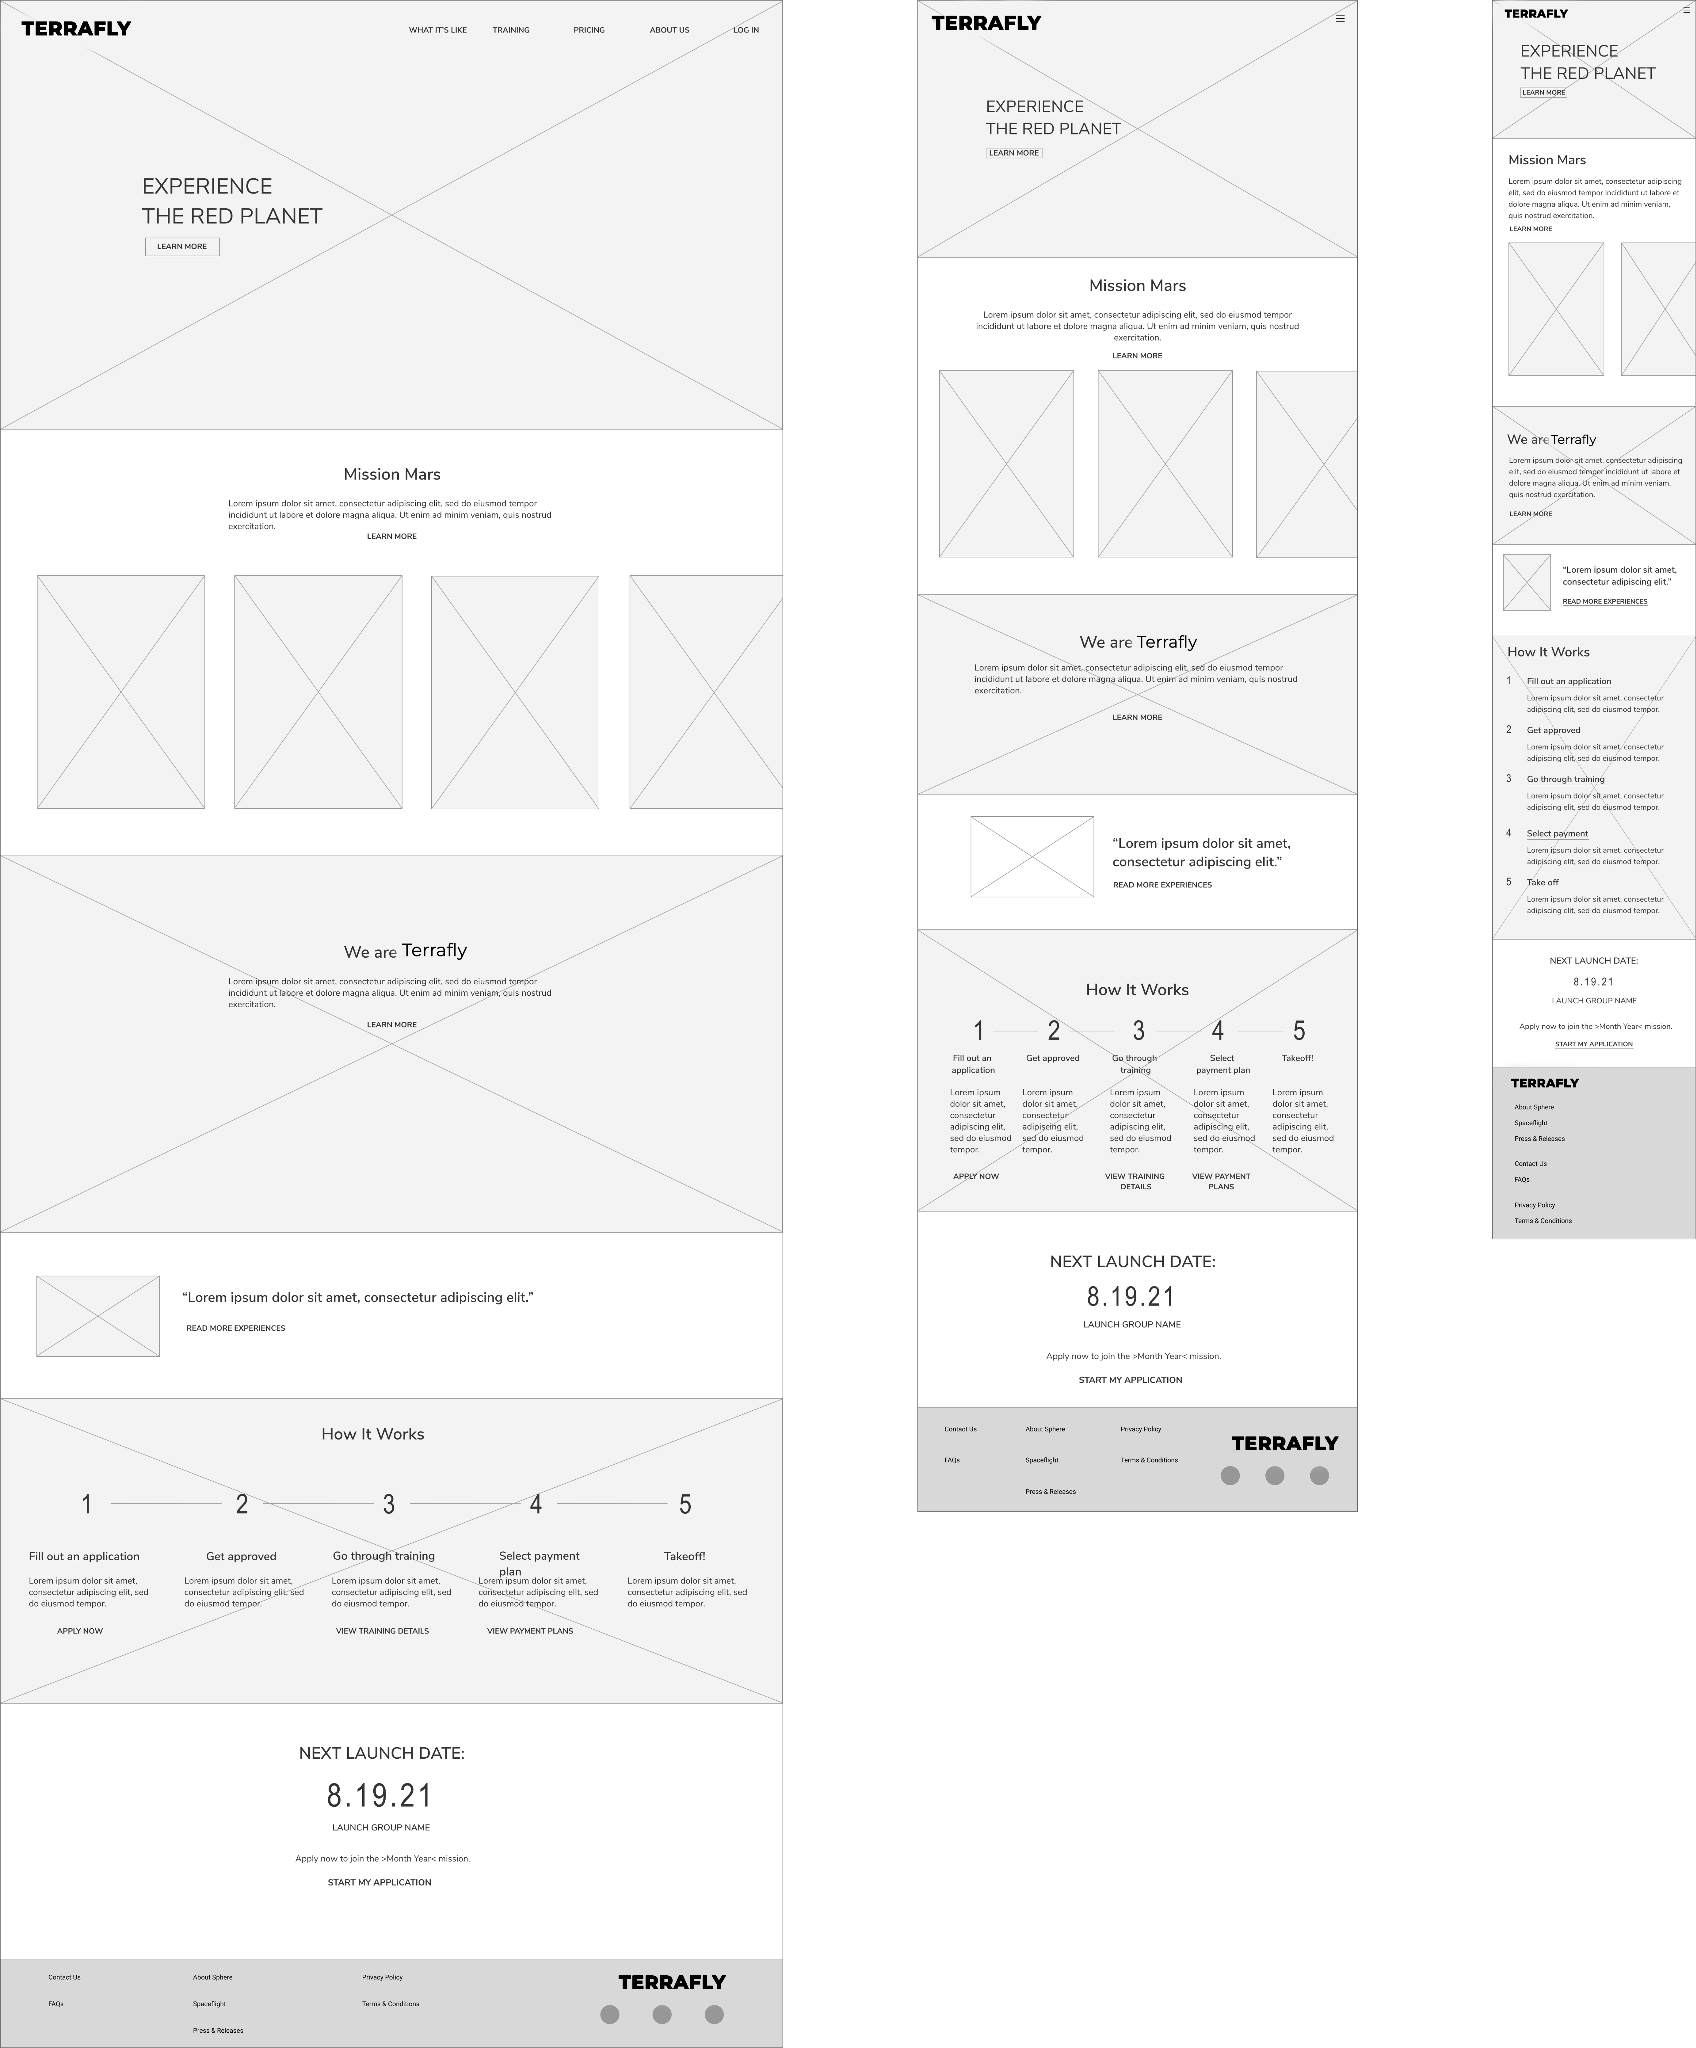 TERRAFLY
WHAT IT'S LIKE TRAINING PRICING ABOUT US LOG IN
EXPERIENCE
THE RED PLANET
LEARN MORE
Mission Mars
Lorem ipsum dolor sit amet, consectetur adipiscing elit, sed do eiusmod tempor
incididunt ut labore et dolore magna aliqua. Ut enim ad minim veniam, quis nostrud
exercitation.
LEARN MORE
We are Terrafly
Lorem ipsum dolor sit amet, consectetur adipiscing elit, sed do eiusmod tempor
incididunt ut labore et dolore magna aliqua. Ut enim ad minim veniam, quis nostrud
exercitation.
LEARN MORE
“Lorem ipsum dolor sit amet, consectetur adipiscing elit.”
READ MORE EXPERIENCES
How It Works
1 2 3 4 5
Fill out an application
Lorem ipsum dolor sit amet,
consectetur adipiscing elit, sed
do eiusmod tempor.
APPLY NOW
Get approved
Lorem ipsum dolor sit amet,
consectetur adipiscing elit, sed
do eiusmod tempor.
Go through training
Lorem ipsum dolor sit amet,
consectetur adipiscing elit, sed
do eiusmod tempor.
VIEW TRAINING DETAILS
Select payment
plan
Lorem ipsum dolor sit amet,
consectetur adipiscing elit, sed
do eiusmod tempor.
VIEW PAYMENT PLANS
Takeoff!
Lorem ipsum dolor sit amet,
consectetur adipiscing elit, sed
do eiusmod tempor.
NEXT LAUNCH DATE:
8.19.21
LAUNCH GROUP NAME
Apply now to join the >Month Year< mission.
START MY APPLICATION
Contact Us
FAQs
About Sphere
Spaceflight
Press & Releases
Privacy Policy
Terms & Conditions
TERRAFLY
TERRAFLY
EXPERIENCE
THE RED PLANET
LEARN MORE
Mission Mars
Lorem ipsum dolor sit amet, consectetur adipiscing elit, sed do eiusmod tempor
incididunt ut labore et dolore magna aliqua. Ut enim ad minim veniam, quis nostrud
exercitation.
LEARN MORE
We are Terrafly
Lorem ipsum dolor sit amet, consectetur adipiscing elit, sed do eiusmod tempor
incididunt ut labore et dolore magna aliqua. Ut enim ad minim veniam, quis nostrud
exercitation.
LEARN MORE
“Lorem ipsum dolor sit amet,
consectetur adipiscing elit.”
READ MORE EXPERIENCES
How It Works
1 2 3 4 5
Fill out an
application
Lorem ipsum
dolor sit amet,
consectetur
adipiscing elit,
sed do eiusmod
tempor.
APPLY NOW
Get approved
Lorem ipsum
dolor sit amet,
consectetur
adipiscing elit,
sed do eiusmod
tempor.
Go through
training
Lorem ipsum
dolor sit amet,
consectetur
adipiscing elit,
sed do eiusmod
tempor.
VIEW TRAINING
DETAILS
Select
payment plan
Lorem ipsum
dolor sit amet,
consectetur
adipiscing elit,
sed do eiusmod
tempor.
VIEW PAYMENT
PLANS
Takeoff!
Lorem ipsum
dolor sit amet,
consectetur
adipiscing elit,
sed do eiusmod
tempor.
NEXT LAUNCH DATE:
8.19.21
LAUNCH GROUP NAME
Apply now to join the >Month Year< mission.
START MY APPLICATION
Contact Us
FAQs
About Sphere
Spaceflight
Press & Releases
Privacy Policy
Terms & Conditions
TERRAFLY
TERRAFLY
EXPERIENCE
THE RED PLANET
LEARN MORE
Mission Mars
Lorem ipsum dolor sit amet, consectetur adipiscing
elit, sed do eiusmod tempor incididunt ut labore et
dolore magna aliqua. Ut enim ad minim veniam,
quis nostrud exercitation.
LEARN MORE
We are Terrafly
Lorem ipsum dolor sit amet, consectetur adipiscing
elit, sed do eiusmod tempor incididunt ut labore et
dolore magna aliqua. Ut enim ad minim veniam,
quis nostrud exercitation.
LEARN MORE
“Lorem ipsum dolor sit amet,
consectetur adipiscing elit.”
READ MORE EXPERIENCES
How It Works
1 Fill out an application
Lorem ipsum dolor sit amet, consectetur
adipiscing elit, sed do eiusmod tempor.
2 Get approved
Lorem ipsum dolor sit amet, consectetur
adipiscing elit, sed do eiusmod tempor.
3 Go through training
Lorem ipsum dolor sit amet, consectetur
adipiscing elit, sed do eiusmod tempor.
4 Select payment
Lorem ipsum dolor sit amet, consectetur
adipiscing elit, sed do eiusmod tempor.
5 Take off
Lorem ipsum dolor sit amet, consectetur
adipiscing elit, sed do eiusmod tempor.
NEXT LAUNCH DATE:
8.19.21
LAUNCH GROUP NAME
Apply now to join the >Month Year< mission.
START MY APPLICATION
TERRAFLY
About Sphere
Spaceflight
Press & Releases
Contact Us
FAQs
Privacy Policy
Terms & Conditions